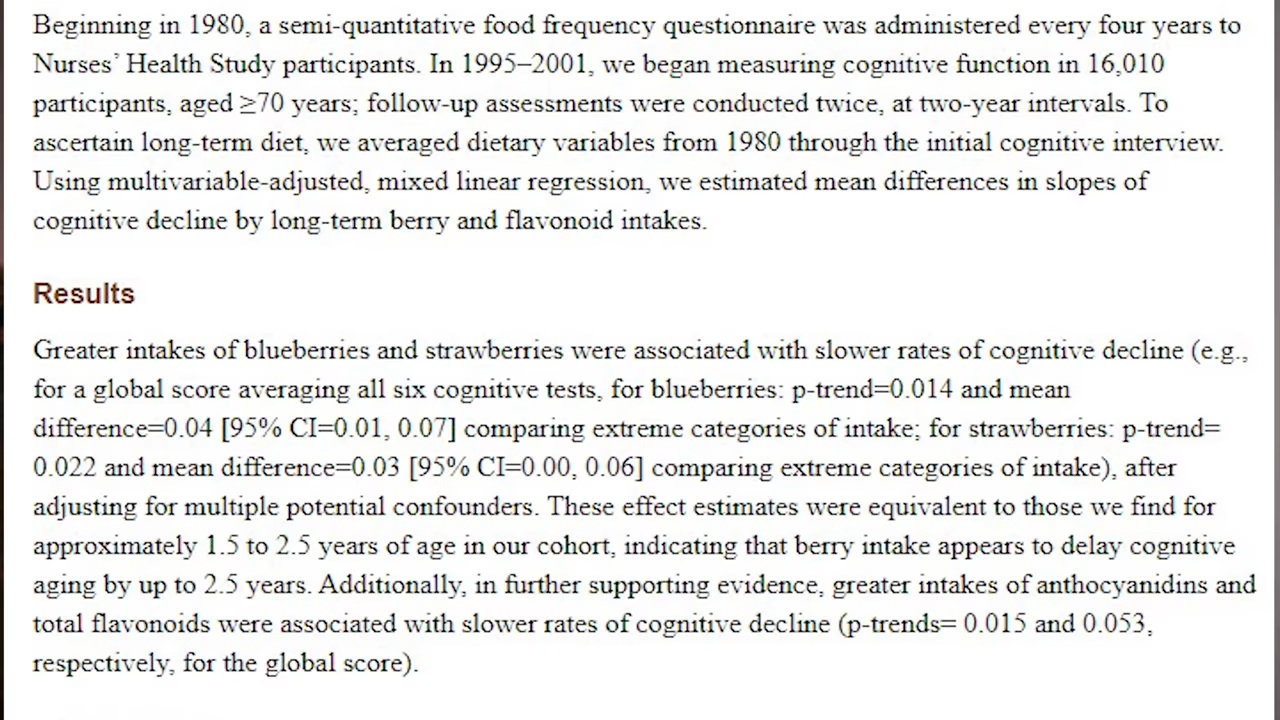 Beginning in 1980, a semi-quantitative food frequency questionnaire was administered every four years to
Nurses' Health Study participants. In 1995–2001, we began measuring cognitive function in 16,010
participants, aged ≥70 years; follow-up assessments were conducted twice, at two-year intervals. To
ascertain long-term diet, we averaged dietary variables from 1980 through the initial cognitive interview.
Using multivariable-adjusted, mixed linear regression, we estimated mean differences in slopes of
cognitive decline by long-term berry and flavonoid intakes.
Results
Greater intakes of blueberries and strawberries were associated with slower rates of cognitive decline (e.g.,
for a global score averaging all six cognitive tests, for blueberries: p-trend=0.014 and mean
difference=0.04 [95% CI=0.01, 0.07] comparing extreme categories of intake; for strawberries: p-trend=
0.022 and mean difference=0.03 [95% CI=0.00, 0.06] comparing extreme categories of intake), after
adjusting for multiple potential confounders. These effect estimates were equivalent to those we find for
approximately 1.5 to 2.5 years of age in our cohort, indicating that berry intake appears to delay cognitive
aging by up to 2.5 years. Additionally, in further supporting evidence, greater intakes of anthocyanidins and
total flavonoids were associated with slower rates of cognitive decline (p-trends= 0.015 and 0.053,
respectively, for the global score).